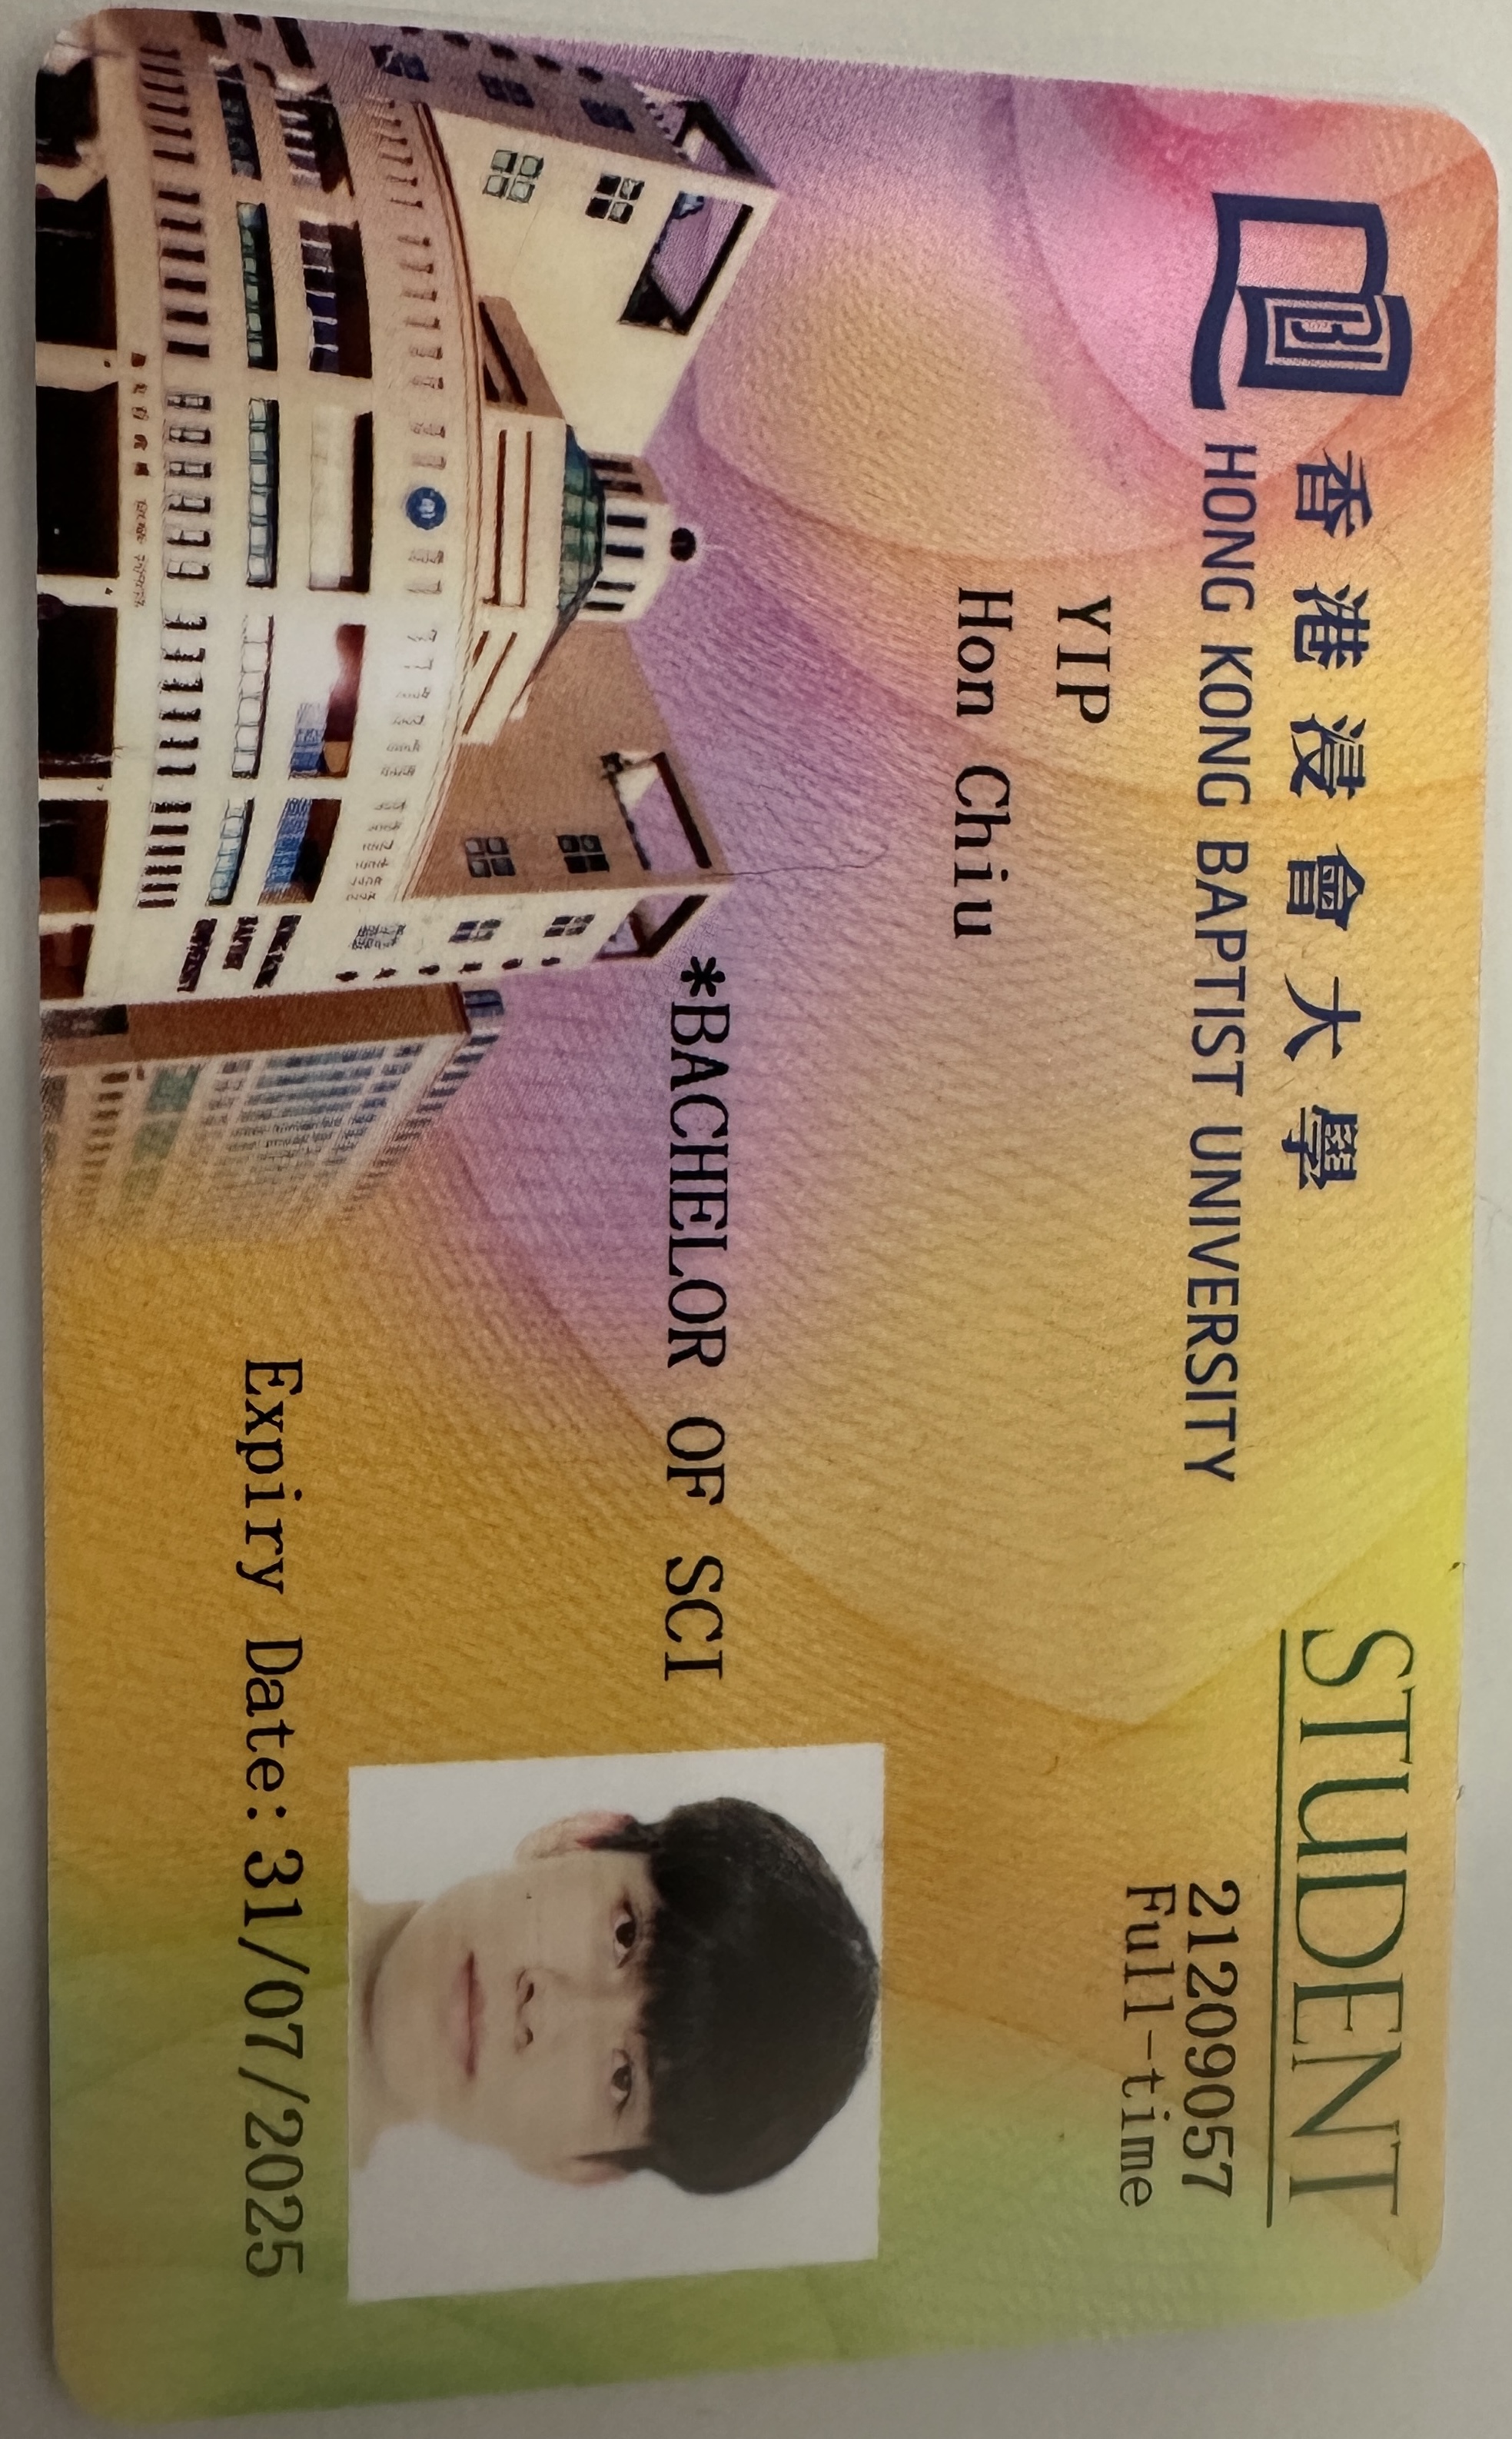 香港浸會大學
HONG KONG BAPTIST UNIVERSITY
STUDENT
21209057
Full-time
YIP
Hon Chiu
*BACHELOR OF SCI
Expiry Date: 31/07/2025